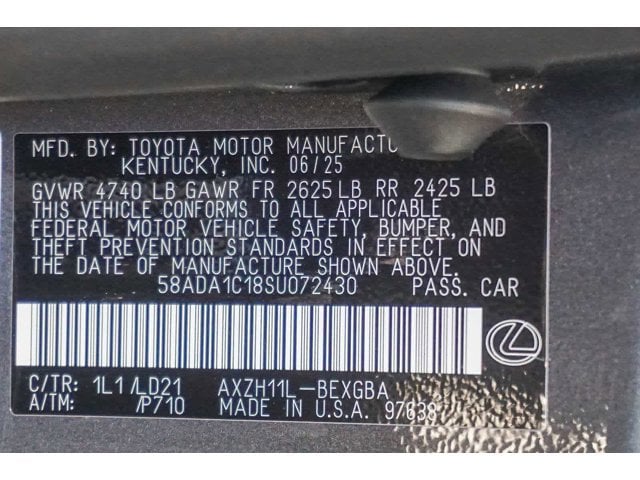 MFD. BY: TOYOTA MOTOR MANUFACTU
KENTUCKY, INC. 06/25
GVWR 4740 LB GAWR FR 2625 LB RR 2425 LB
THIS VEHICLE CONFORMS TO ALL APPLICABLE
FEDERAL MOTOR VEHICLE SAFETY, BUMPER, AND
THEFT PREVENTION STANDARDS IN EFFECT ON
THE DATE OF MANUFACTURE SHOWN ABOVE.
58ADA1C18SU072430 PASS. CAR
C/TR: 1L1/LD21 AXZH11L-BEXGBA
A/TM: /P710 MADE IN U.S.A. 97638